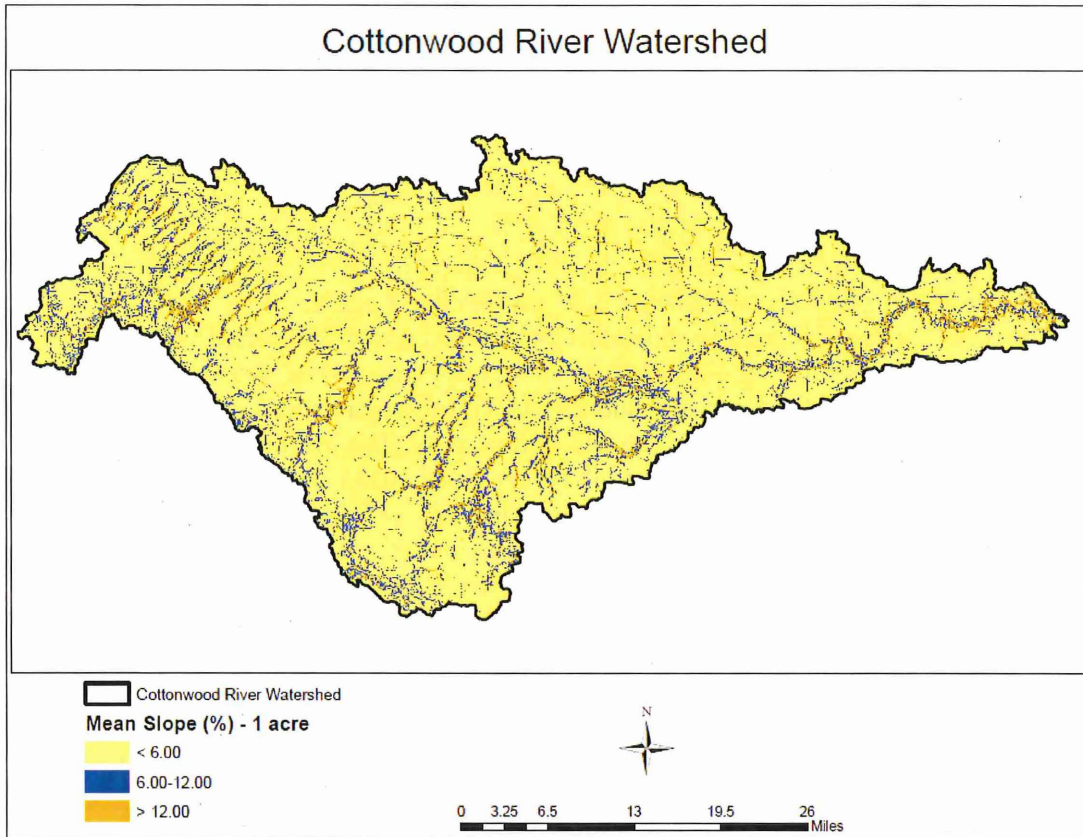 Cottonwood River Watershed
Cottonwood River Watershed
Mean Slope (%) - 1 acre
< 6.00
6.00-12.00
> 12.00
N
0 3.25 6.5 13 19.5 26
Miles